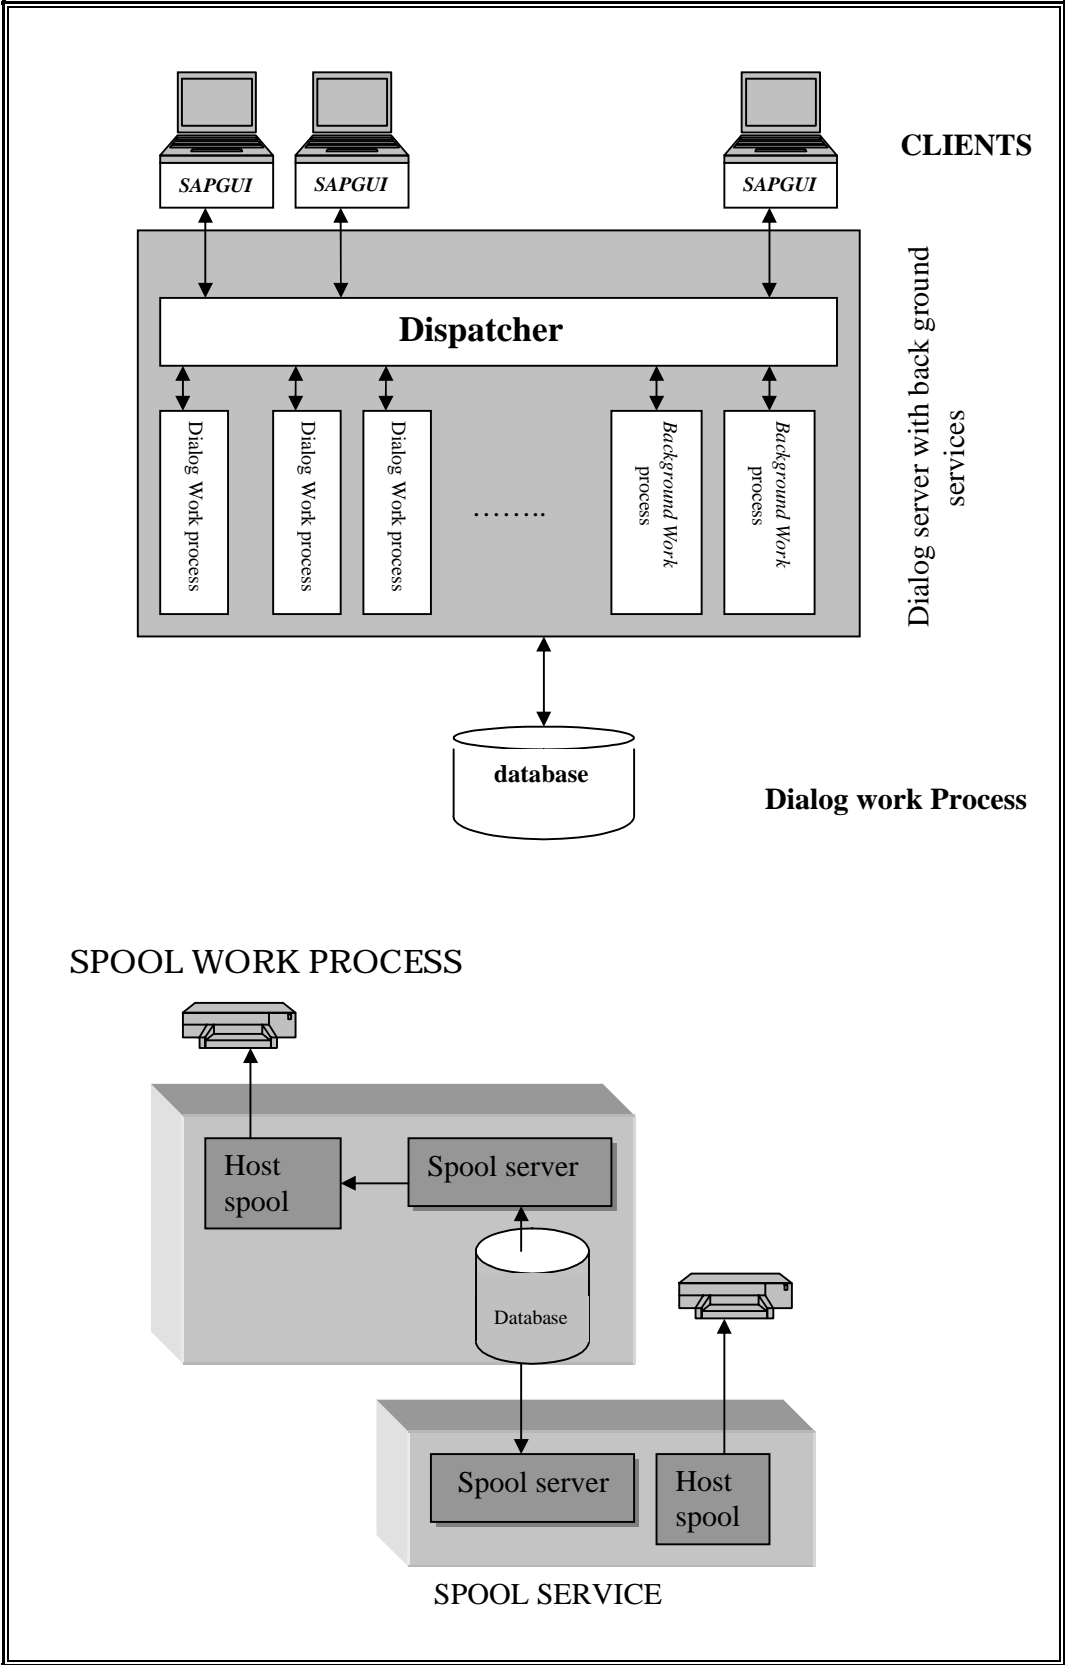 CLIENTS
SAPGUI
SAPGUI
SAPGUI
Dialog server with back ground
services
Dispatcher
Dialog Work process
Dialog Work process
Dialog Work process
........
Background Work
process
Background Work
process
database
Dialog work Process
SPOOL WORK PROCESS
Host
spool
Spool server
Database
Spool server
Host
spool
SPOOL SERVICE